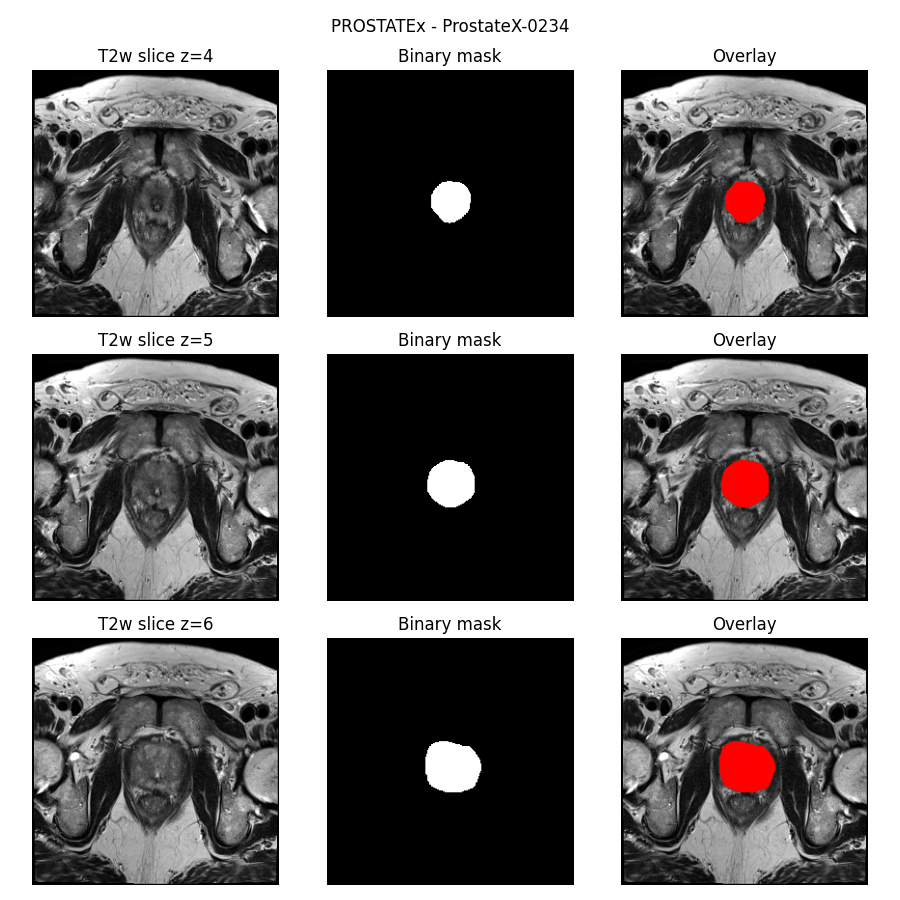 PROSTATEx - ProstateX-0234
T2w slice z=4
Binary mask
Overlay
T2w slice z=5
Binary mask
Overlay
T2w slice z=6
Binary mask
Overlay